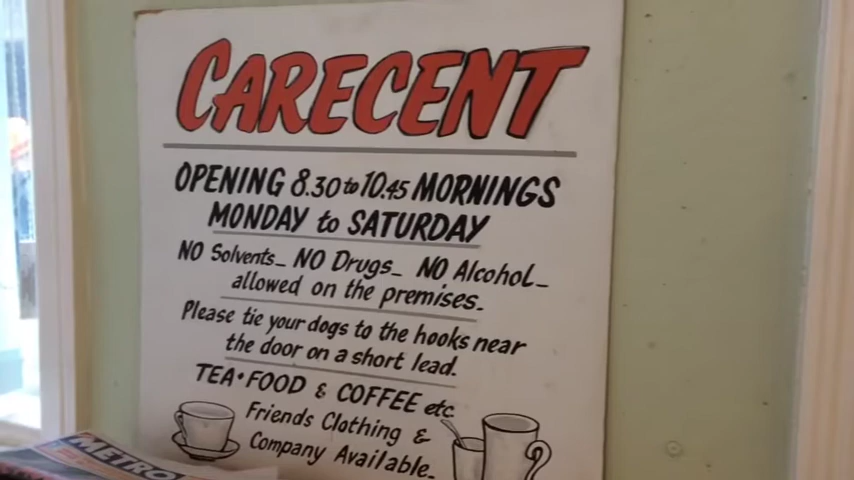 CARECENT
OPENING 8.30 to 10.45 MORNINGS
MONDAY to SATURDAY
NO Solvents_ NO Drugs_ NO Alcohol_
allowed on the premises_
Please tie your dogs to the hooks near
the door on a short lead.
TEA • FOOD & COFFEE etc
Friends Clothing &
Company Available_
METRO